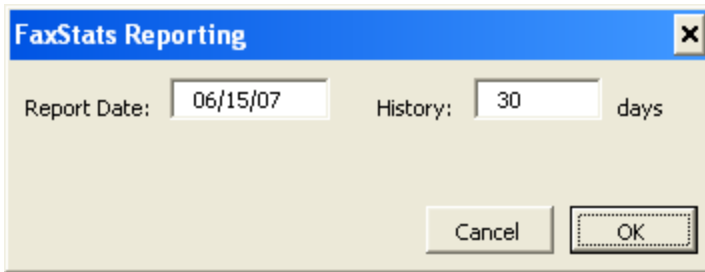 FaxStats Reporting
Report Date: 06/15/07 History: 30 days
Cancel OK